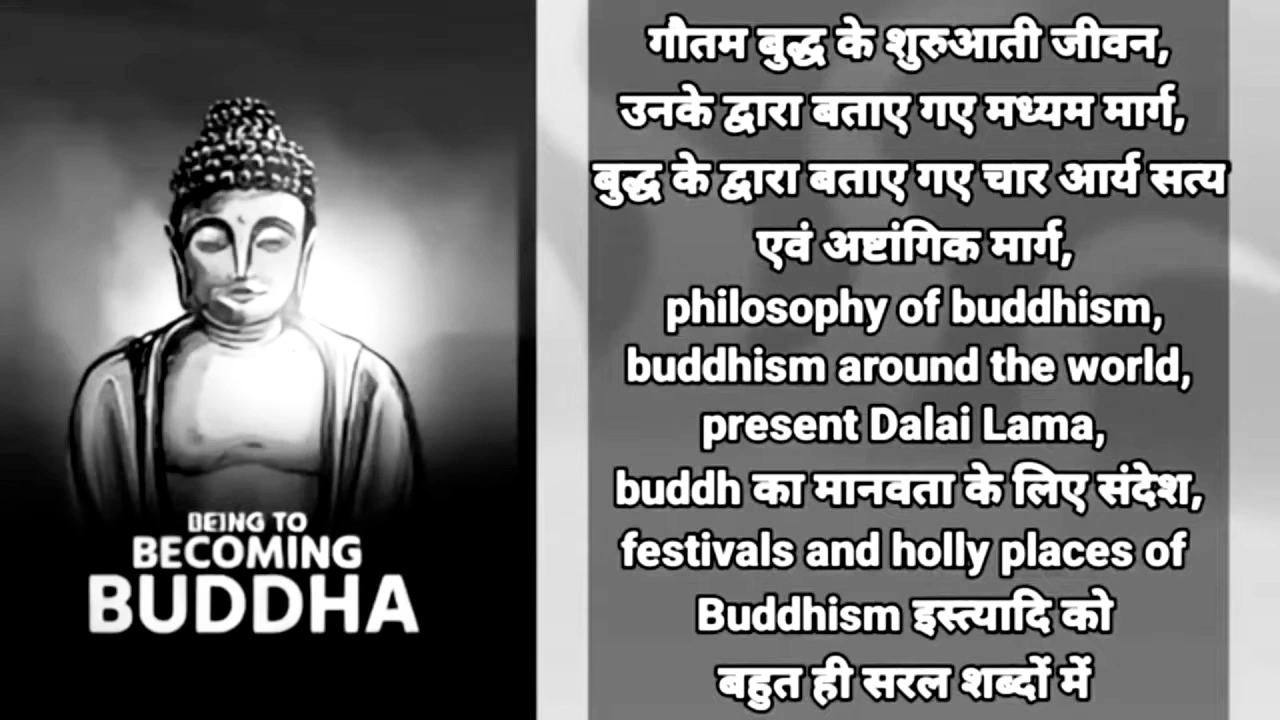 BEING TO
BECOMING
BUDDHA
गौतम बुद्ध के शुरुआती जीवन,
उनके द्वारा बताए गए मध्यम मार्ग,
बुद्ध के द्वारा बताए गए चार आर्य सत्य
एवं अष्टांगिक मार्ग,
philosophy of buddhism,
buddhism around the world,
present Dalai Lama,
buddh का मानवता के लिए संदेश,
festivals and holly places of
Buddhism इस्त्यादि को
बहुत ही सरल शब्दों में